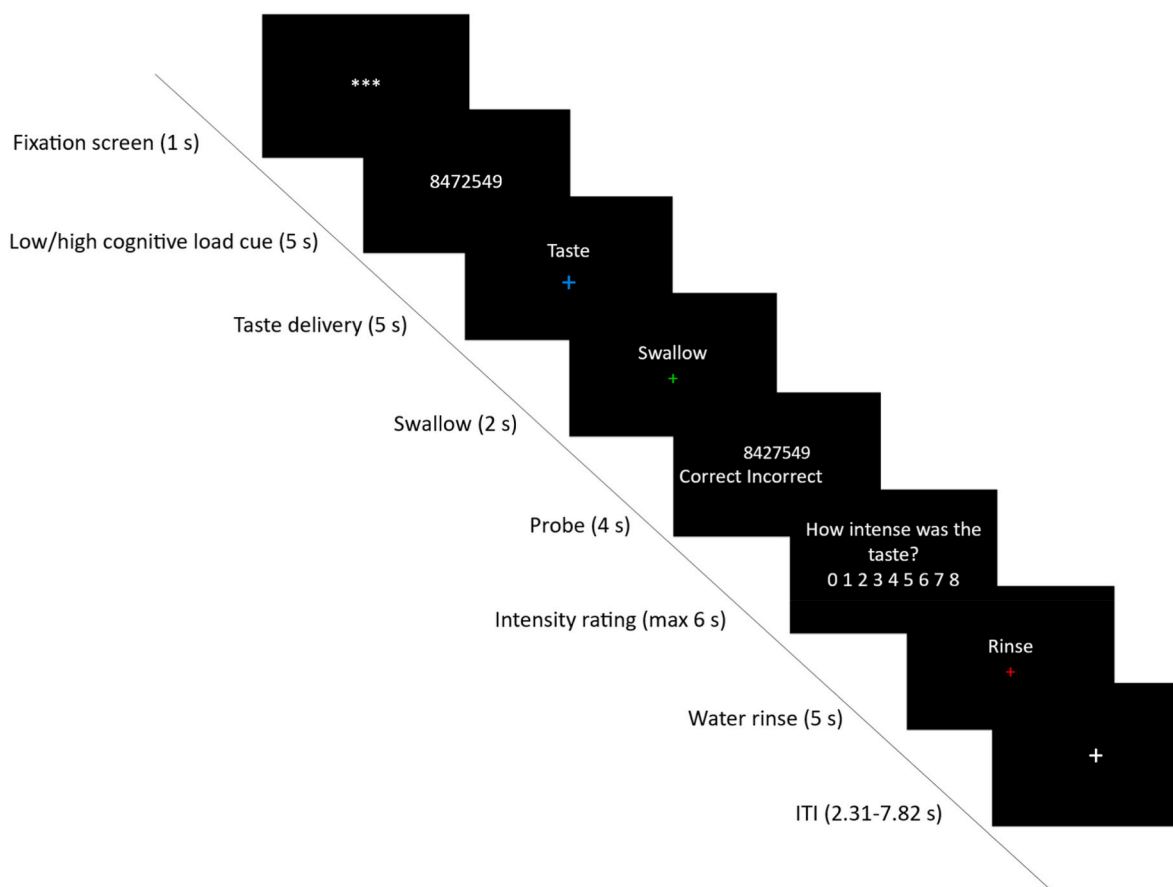 ***
Fixation screen (1 s)
8472549
Low/high cognitive load cue (5 s)
Taste
+
Taste delivery (5 s)
Swallow
+
Swallow (2 s)
8427549
Correct Incorrect
Probe (4 s)
How intense was the
taste?
0 1 2 3 4 5 6 7 8
Intensity rating (max 6 s)
Rinse
+
Water rinse (5 s)
+
ITI (2.31-7.82 s)